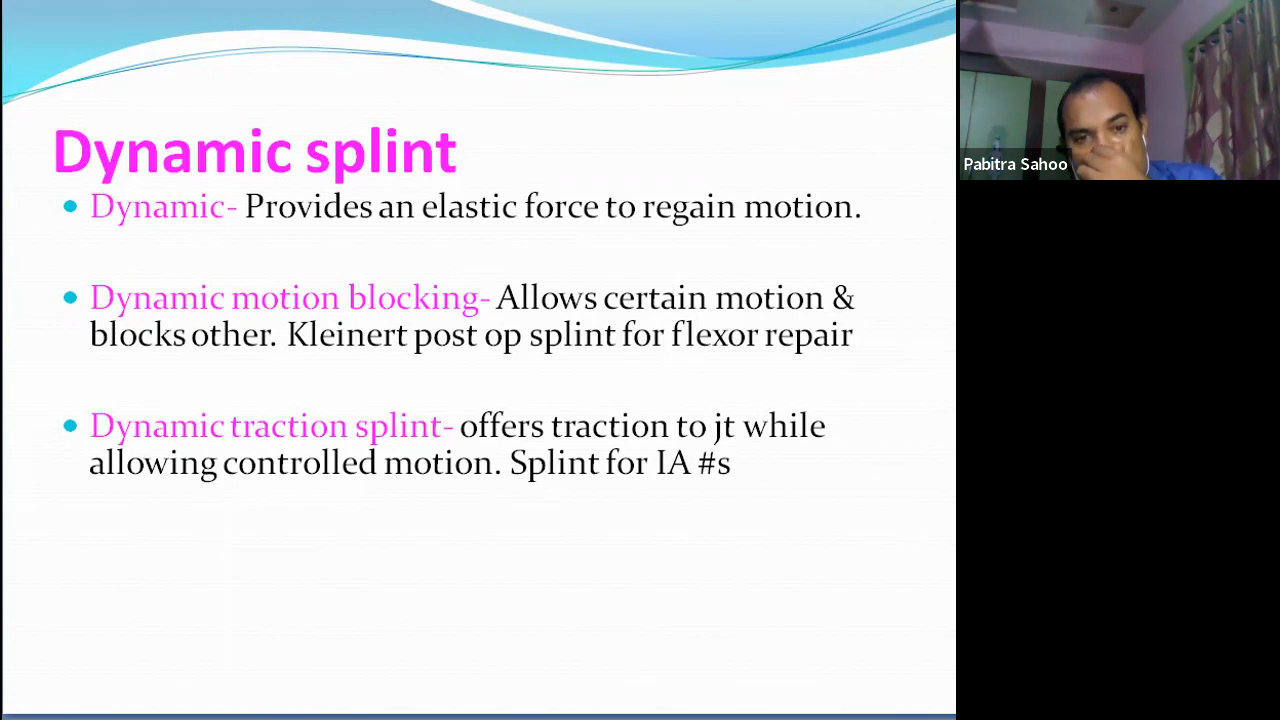 Dynamic splint
Dynamic- Provides an elastic force to regain motion.
Dynamic motion blocking- Allows certain motion &
blocks other. Kleinert post op splint for flexor repair
Dynamic traction splint- offers traction to jt while
allowing controlled motion. Splint for IA #s
Pabitra Sahoo